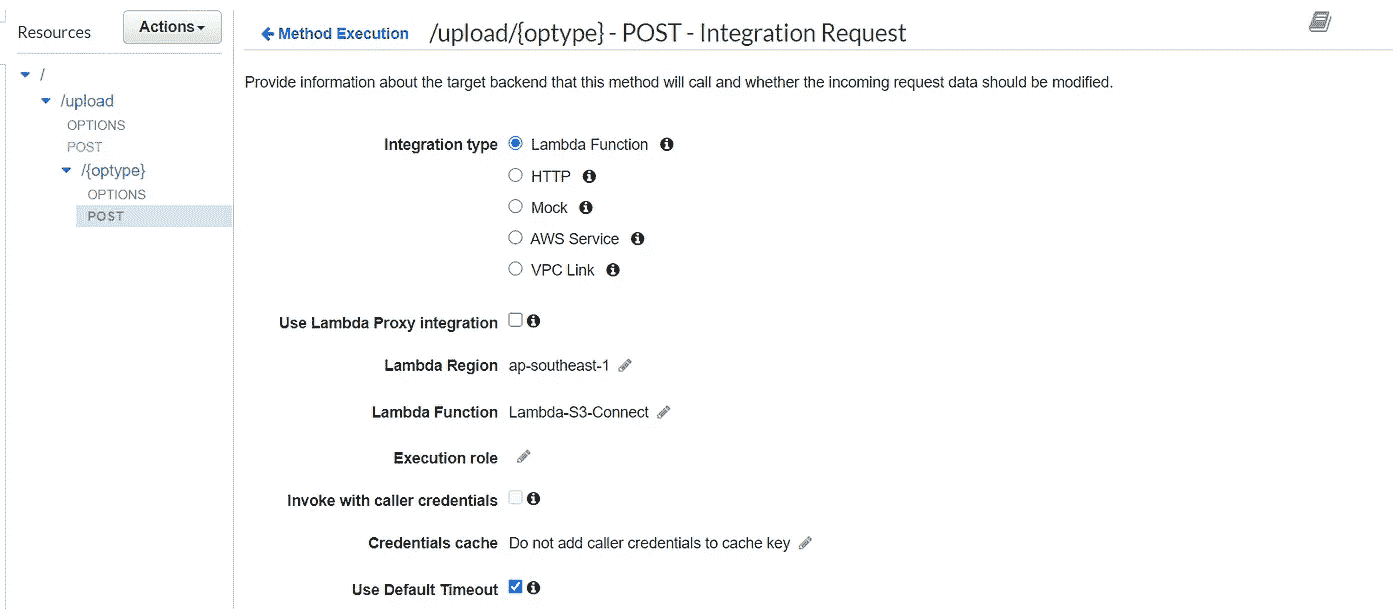 Resources
Actions
/
/upload
OPTIONS
POST
/{optype}
OPTIONS
POST
Method Execution /upload/{optype} - POST - Integration Request
Provide information about the target backend that this method will call and whether the incoming request data should be modified.
Integration type Lambda Function
HTTP
Mock
AWS Service
VPC Link
Use Lambda Proxy integration
Lambda Region ap-southeast-1
Lambda Function Lambda-S3-Connect
Execution role
Invoke with caller credentials
Credentials cache Do not add caller credentials to cache key
Use Default Timeout